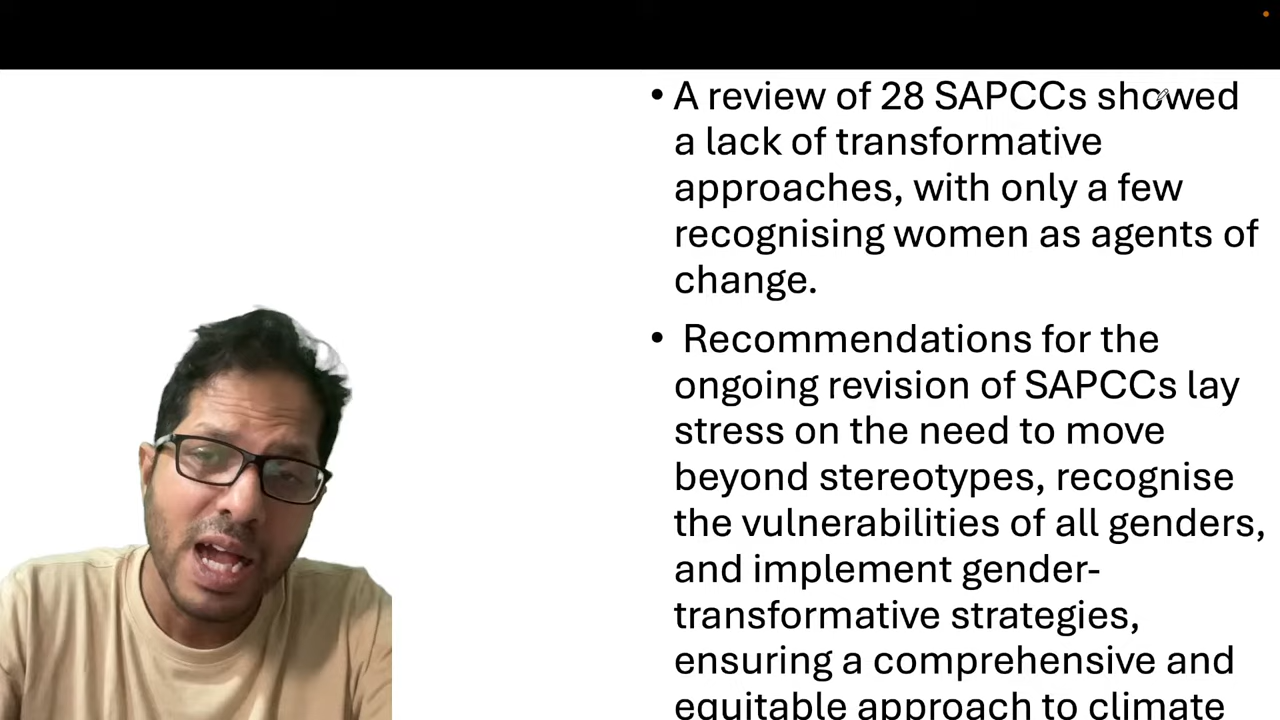 • A review of 28 SAPCCs showed
a lack of transformative
approaches, with only a few
recognising women as agents of
change.
• Recommendations for the
ongoing revision of SAPCCs lay
stress on the need to move
beyond stereotypes, recognise
the vulnerabilities of all genders,
and implement gender-
transformative strategies,
ensuring a comprehensive and
equitable approach to climate